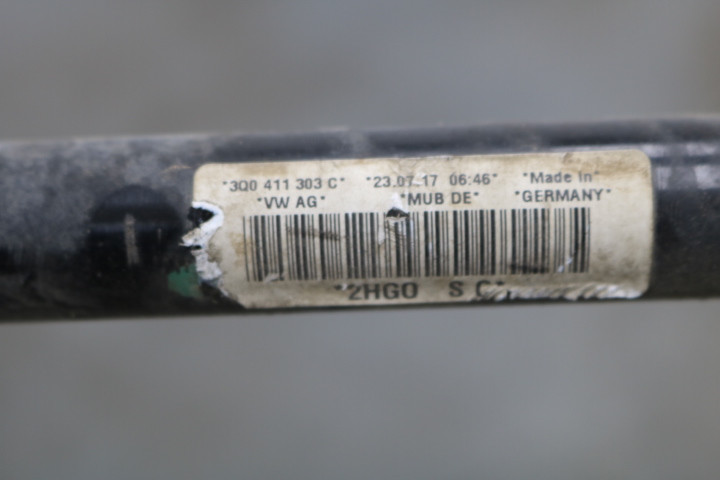 *3Q0 411 303 C* *23.07.17 06:46* *Made In*
*VW AG* *MUB DE* *GERMANY*
*2HG0 S C*